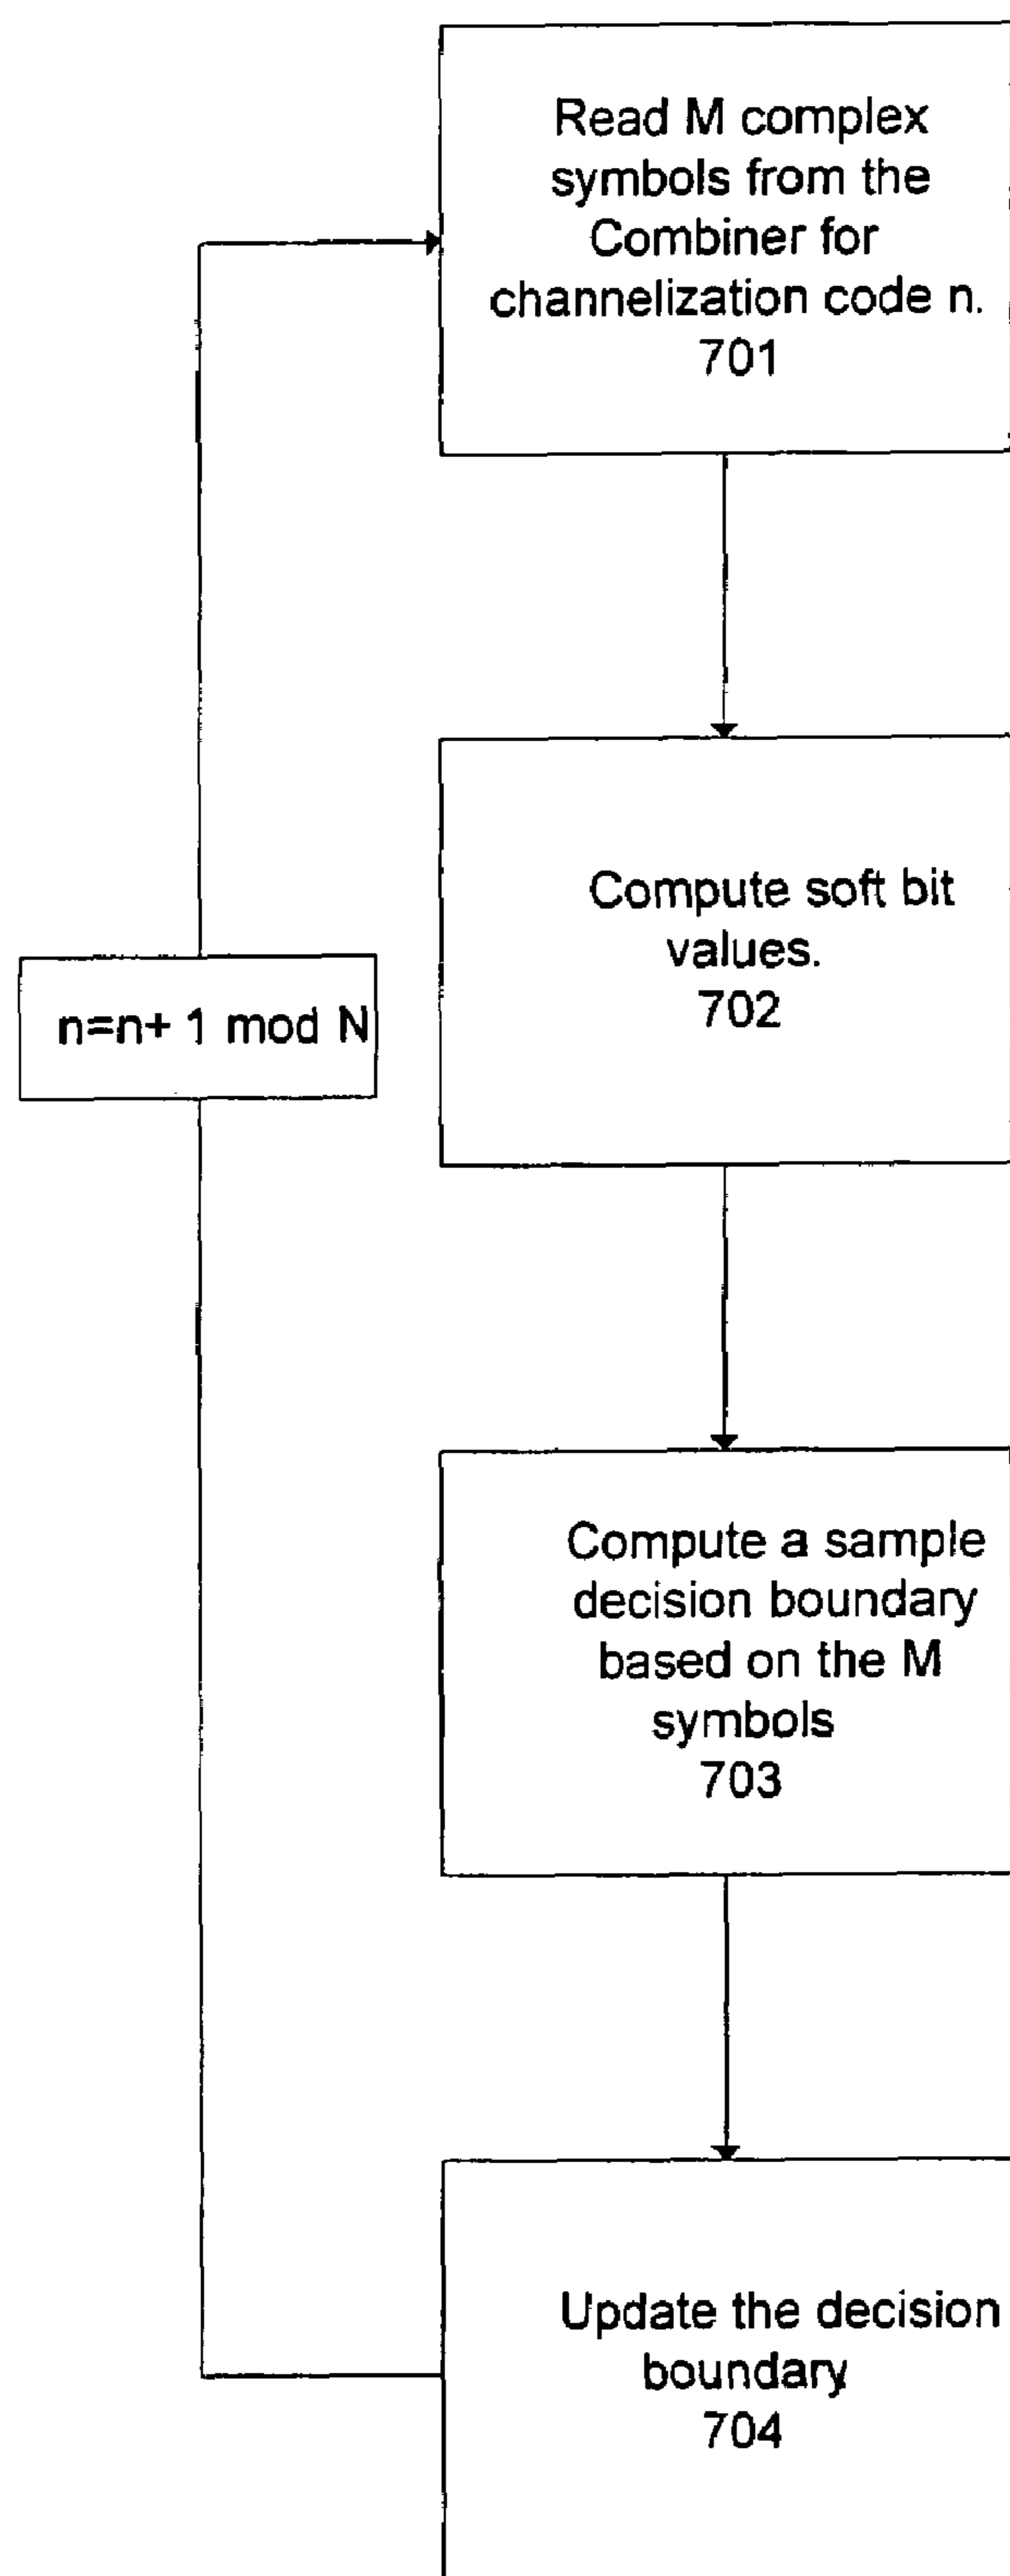 Read M complex
symbols from the
Combiner for
channelization code n.
701
Compute soft bit
values.
702
n=n+ 1 mod N
Compute a sample
decision boundary
based on the M
symbols
703
Update the decision
boundary
704